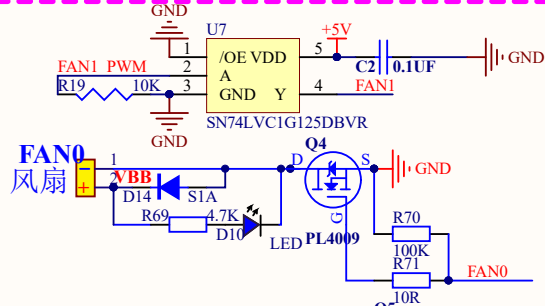 GND
U7
+5V
1 /OE VDD 5
C2 0.1UF
GND
FAN1 PWM 2 A
R19 10K 3 GND Y 4 FAN1
GND
SN74LVC1G125DBVR
FAN0
风扇
1
Q4
D S
GND
- VBB
+ 2
D14 S1A
G
R69 4.7K
D10 LED
PL4009
R70
100K
R71
10R
FAN0